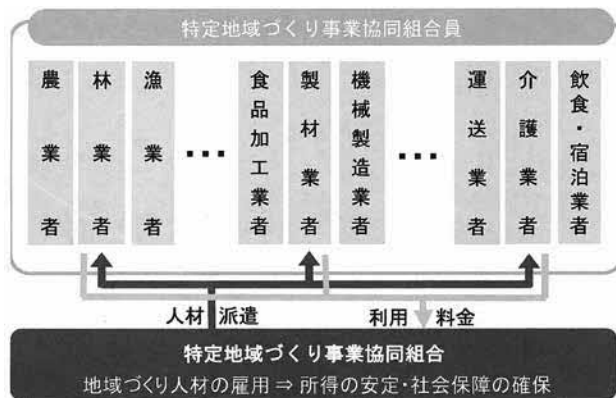 特定地域づくり事業協同組合員
農業者
林業者
漁業者
…
食品加工業者
製材業者
機械製造業者
…
運送業者
介護業者
飲食・宿泊業者
人材派遣
利用料金
特定地域づくり事業協同組合
地域づくり人材の雇用 ⇒ 所得の安定・社会保障の確保